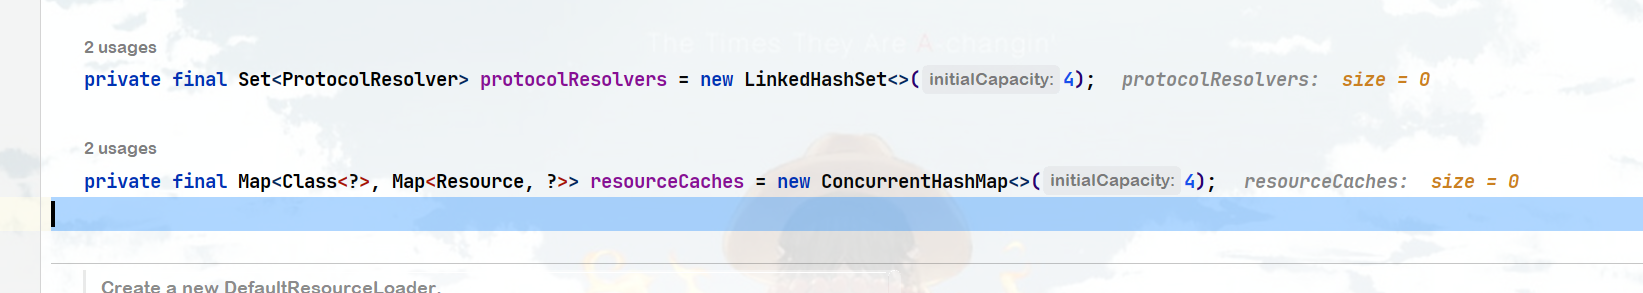 The Times They Are A-changin'
2 usages
private final Set<ProtocolResolver> protocolResolvers = new LinkedHashSet<>( initialCapacity: 4); protocolResolvers: size = 0
2 usages
private final Map<Class<?>, Map<Resource, ?>> resourceCaches = new ConcurrentHashMap<>( initialCapacity: 4); resourceCaches: size = 0
Create a new DefaultResourceLoader.